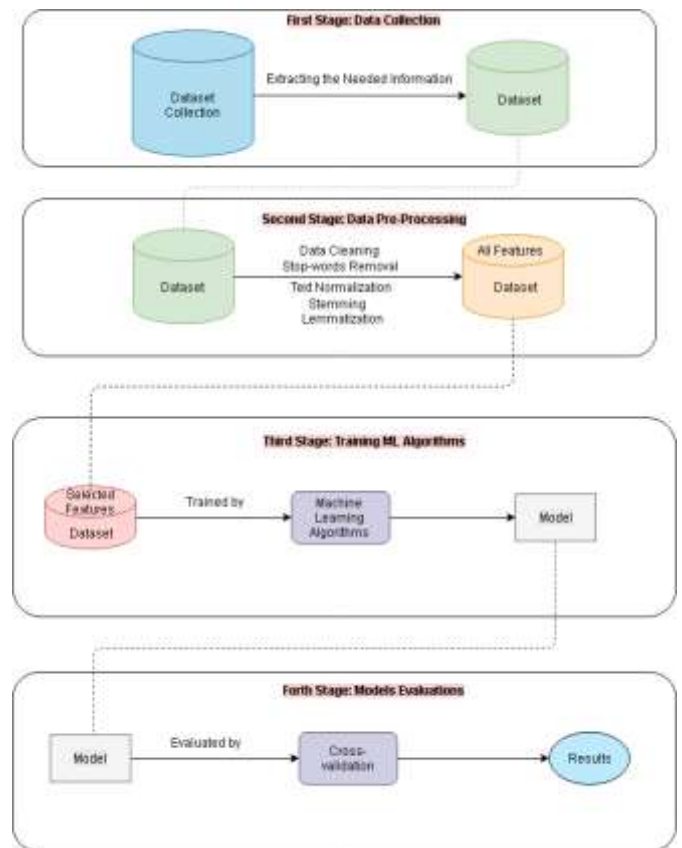 First Stage: Data Collection
Dataset
Collection
Extracting the Needed Information
Dataset
Second Stage: Data Pre-Processing
Dataset
Data Cleaning
Stop-words Removal
Text Normalization
Stemming
Lemmatization
All Features
Dataset
Third Stage: Training ML Algorithms
Selected
Features
Dataset
Trained by
Machine
Learning
Algorithms
Model
Forth Stage: Models Evaluations
Model
Evaluated by
Cross-
validation
Results